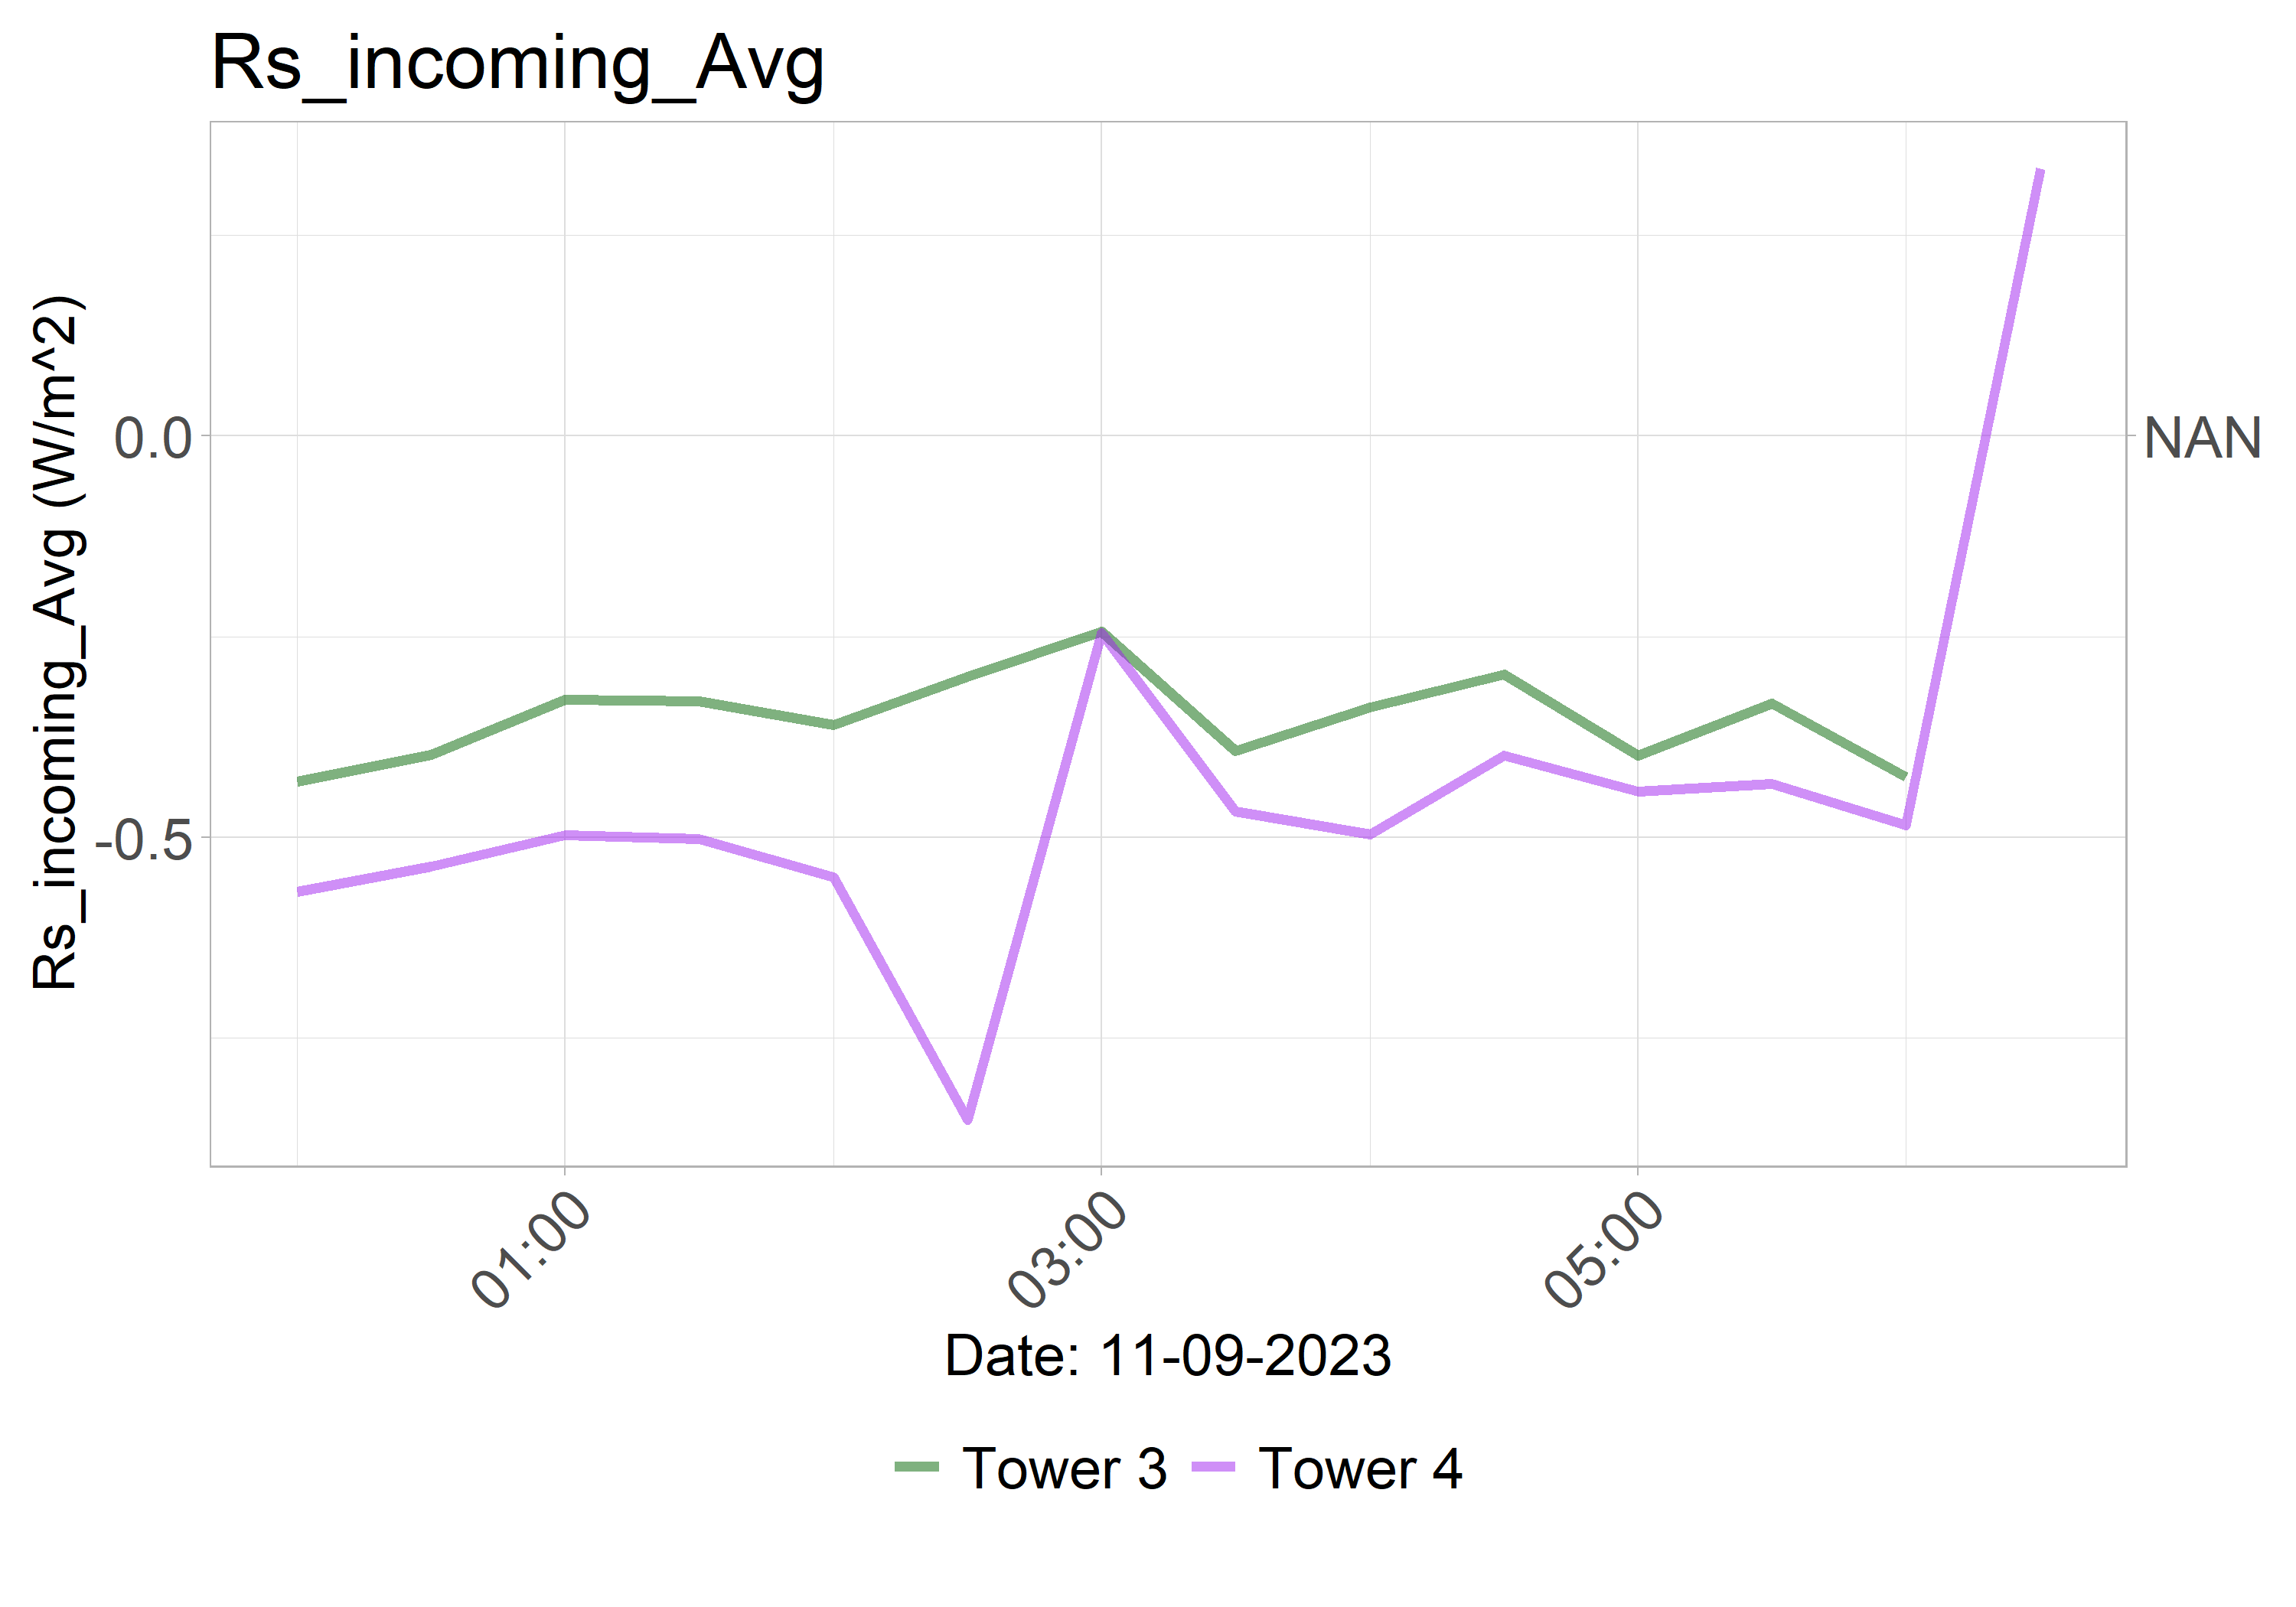 Rs_incoming_Avg
Rs_incoming_Avg (W/m^2)
0.0
-0.5
NAN
01:00
03:00
05:00
Date: 11-09-2023
Tower 3
Tower 4